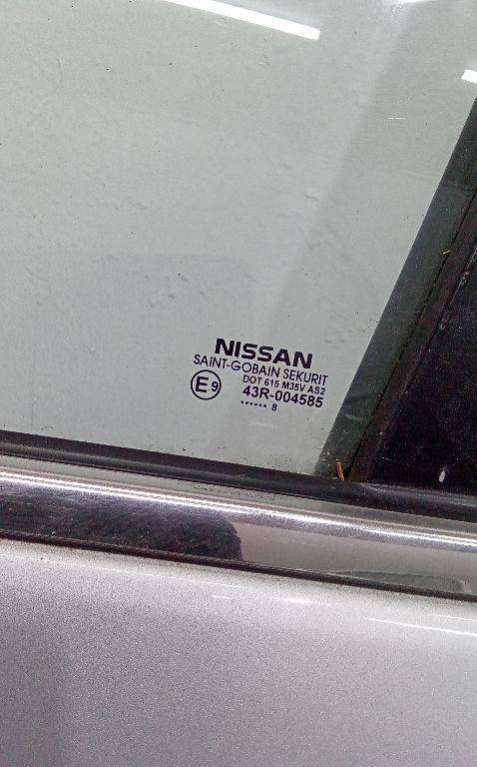 NISSAN
SAINT-GOBAIN SEKURIT
DOT 615 M35V AS2
E9 43R-004585
...... 8